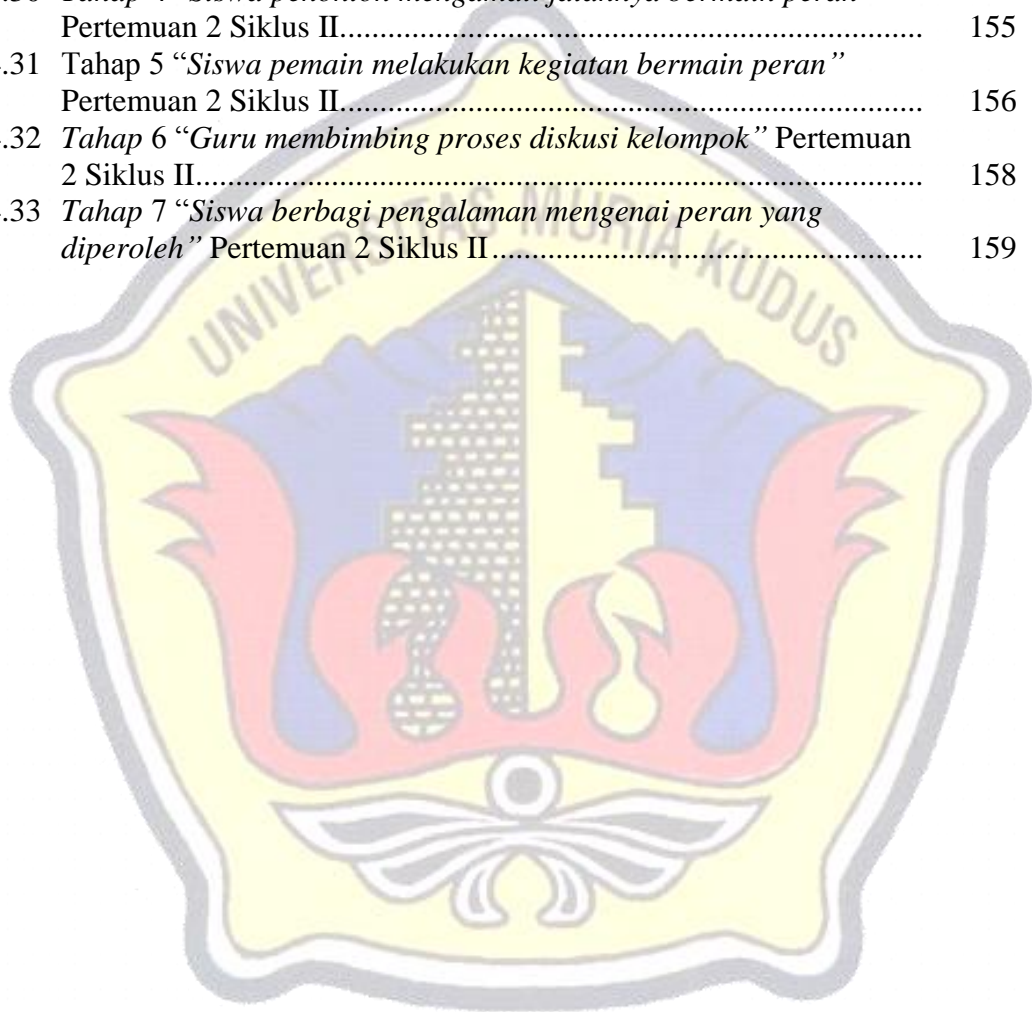 Pertemuan 2 Siklus II 155
.31 Tahap 5 “Siswa pemain melakukan kegiatan bermain peran”
Pertemuan 2 Siklus II 156
.32 Tahap 6 “Guru membimbing proses diskusi kelompok” Pertemuan
2 Siklus II 158
.33 Tahap 7 “Siswa berbagi pengalaman mengenai peran yang
diperoleh” Pertemuan 2 Siklus II 159
UNIVERSITAS MURIA KUDUS